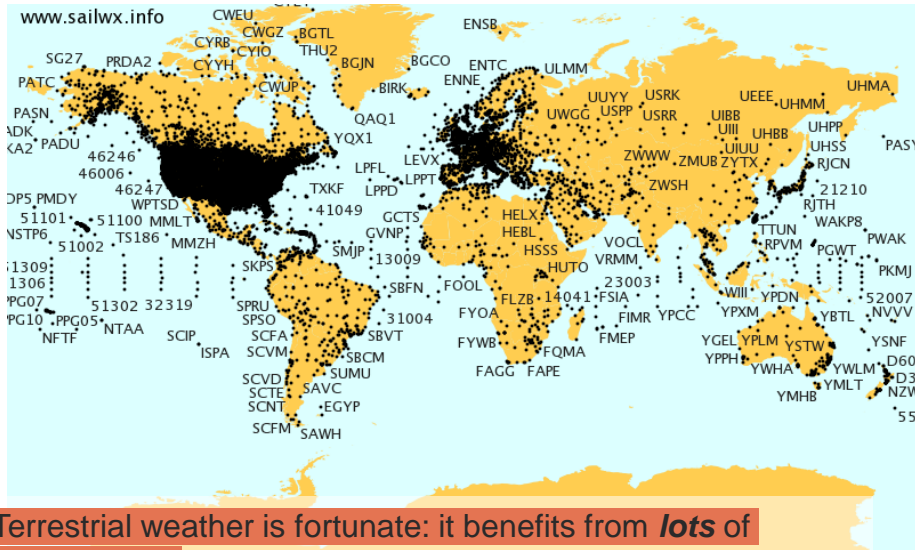 www.sailwx.info
CWEU
CWGZ BGTL
ENSB
CYRB CYIO THU2
SG27 PRDA2 CYYH BGJN BGCO ENTC ULMM
PATC CWUP BIRK ENNE UUYY USRK UEEE UHMA
PASN QAQ1 UWGG USPP UIBB UHMM
ADK YQX1 USRR UIII UHPP
KA2 PADU 46246 LEVX ZWWW UIUU UHBB UHSS PASY
46006 LPFL ZMUB ZYTX RJCN
46247 TXKF LPPD LPPT ZWSH 21210
DP5 PMDY WPTSD 41049 GCTS HELX RJTH
51101 51100 MMLT GVNP HEBL TTUN WAKP8
NSTP6 51002 TS186 MMZH SMJP 13009 HSSS VOCL RPVM PGWT PWAK
51309 SKPS HUTO VRMM PKMJ
1306 SBFN FOOL 23003 WIII
PG07 51302 32319 SPRU FLZB 14041 FSIA YPDN 52007
PG10 PPG05 SPSO 31004 FYOA FIMR YPCC YPXM YBTL NVVV
NFTF NTAA SCIP SCFA SBVT FYWB FMEP YGEL YPLM YSTW YSNF
ISPA SCVM SBCM FQMA YPPH YWHA YWLM D60
SCVD SUMU FAGG FAPE YMLT D3
SCTE SAVC YMHB NZW
SCNT EGYP 55
SCFM SAWH
Terrestrial weather is fortunate: it benefits from lots of